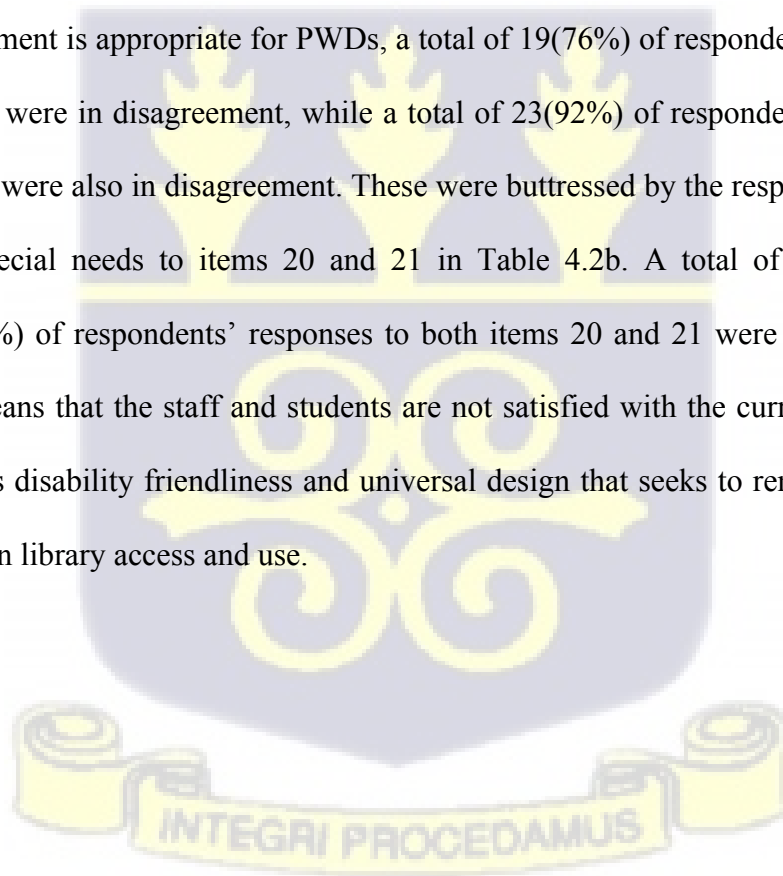 ment is appropriate for PWDs, a total of 19(76%) of responde
were in disagreement, while a total of 23(92%) of responde
were also in disagreement. These were buttressed by the resp
ecial needs to items 20 and 21 in Table 4.2b. A total of
%) of respondents’ responses to both items 20 and 21 were
eans that the staff and students are not satisfied with the curr
s disability friendliness and universal design that seeks to rer
n library access and use.
INTEGRI PROCEDAMUS